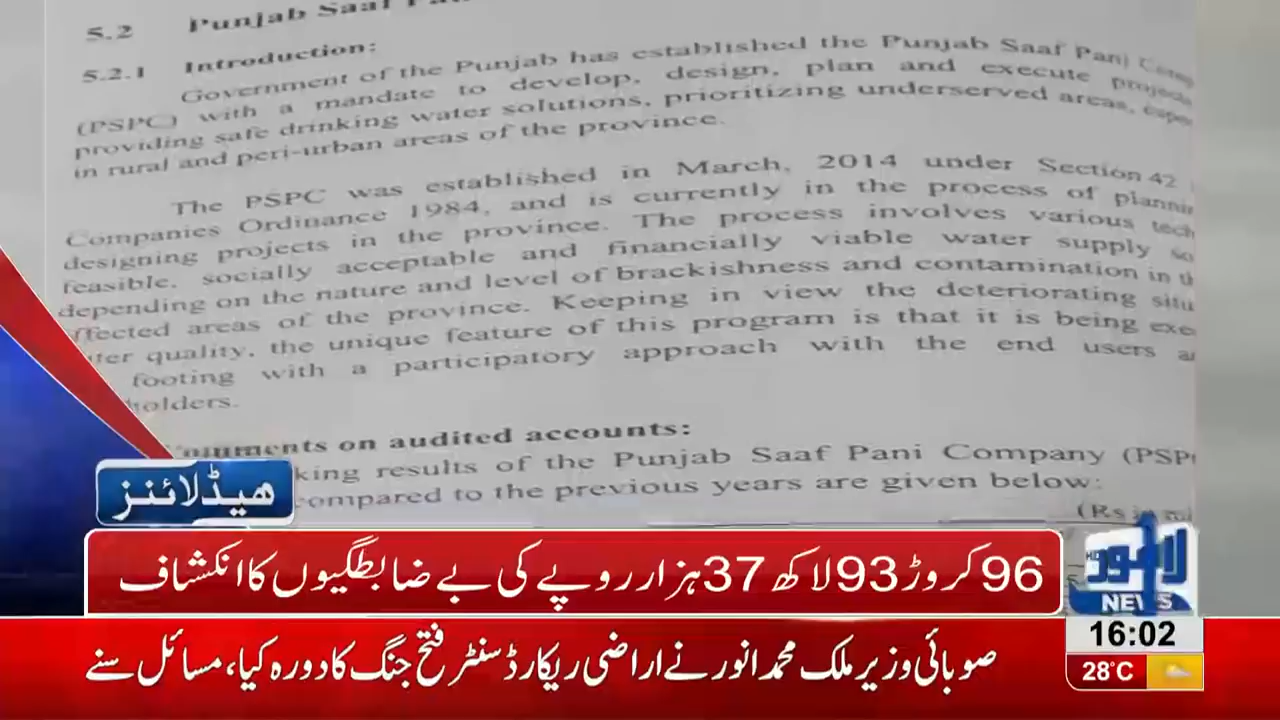 5.2 Punjab Saaf
5.2.1 Introduction:
Government of the Punjab has established the Punjab Saaf Pani
(PSPC) with a mandate to develop, design, plan and execute projects
providing safe drinking water solutions, prioritizing underserved areas,
in rural and peri-urban areas of the province.
The PSPC was established in March, 2014 under Section 42
Companies Ordinance 1984, and is currently in the process of
designing projects in the province. The process involves various
feasible, socially acceptable and financially viable water supply
depending on the nature and level of brackishness and contamination in
areas of the province. Keeping in view the deteriorating
quality, the unique feature of this program is that it is being
footing with a participatory approach with the end users
on audited accounts:
results of the Punjab Saaf Pani Company
compared to the previous years are given below:
(Rs in
ھیڈلائنز
96 کروڑ 93 لاکھ 37 ہزار روپے کی بے ضابطگیوں کا انکشاف
لاہور
HD
NEWS
16:02
صوبائی وزیر ملک محمد انور نے اراضی ریکارڈ سنٹر فتح جنگ کا دورہ کیا، مسائل سنے
28°C